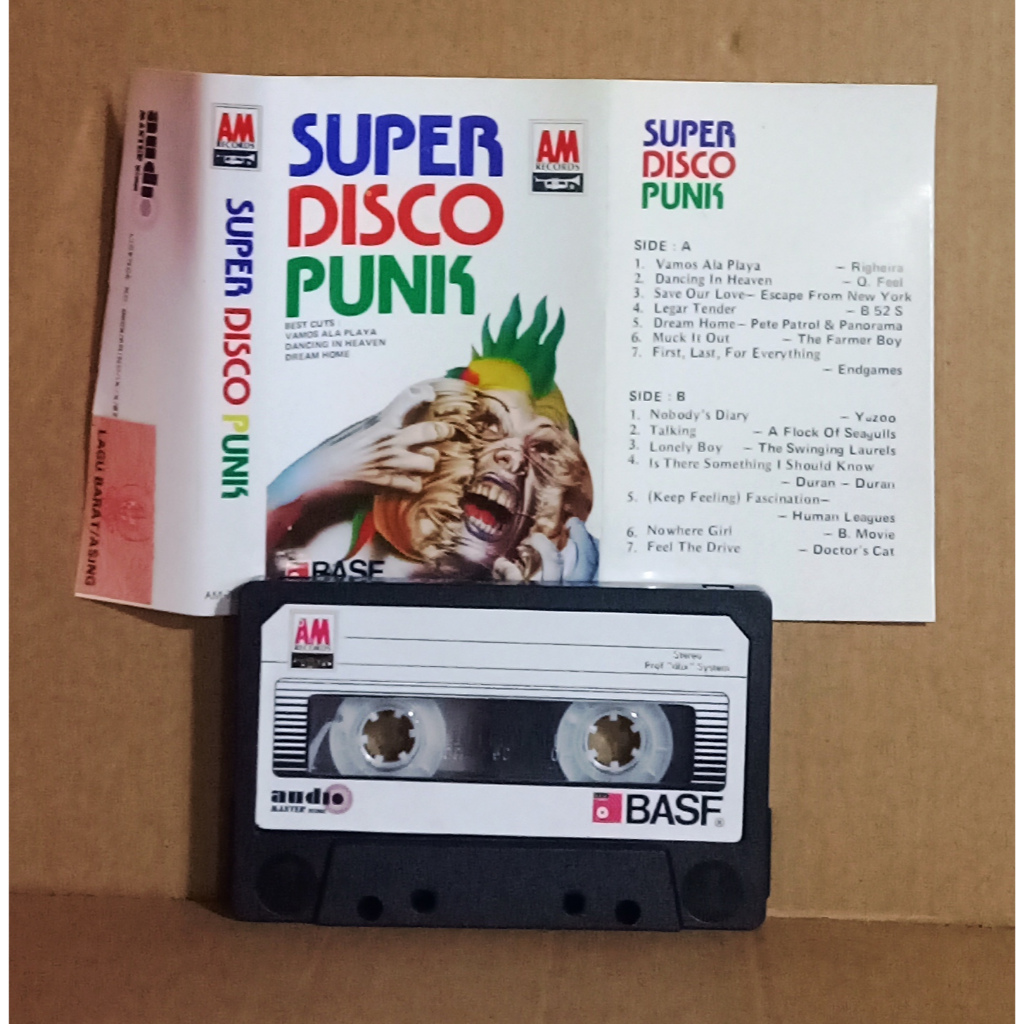 audio
MASTER
AM
RECORDS
SUPER DISCO PUNK
LAGU BARAT/ASING
SUPER
DISCO
PUNK
BEST CUTS :
VAMOS ALA PLAYA
DANCING IN HEAVEN
DREAM HOME
BASF
AM
RECORDS
SUPER
DISCO
PUNK
SIDE : A
1. Vamos Ala Playa – Righeira
2. Dancing In Heaven – Q. Feel
3. Save Our Love – Escape From New York
4. Legar Tender – B 52 S
5. Dream Home – Pete Patrol & Panorama
6. Muck It Out – The Farmer Boy
7. First, Last, For Everything
– Endgames
SIDE : B
1. Nobody's Diary – Yazoo
2. Talking – A Flock Of Seagulls
3. Lonely Boy – The Swinging Laurels
4. Is There Something I Should Know
– Duran – Duran
5. (Keep Feeling) Fascination –
– Human Leagues
6. Nowhere Girl – B. Movie
7. Feel The Drive – Doctor's Cat
AM
RECORDS
Stereo
Prof. "disx" System
audio
MASTER
BASF